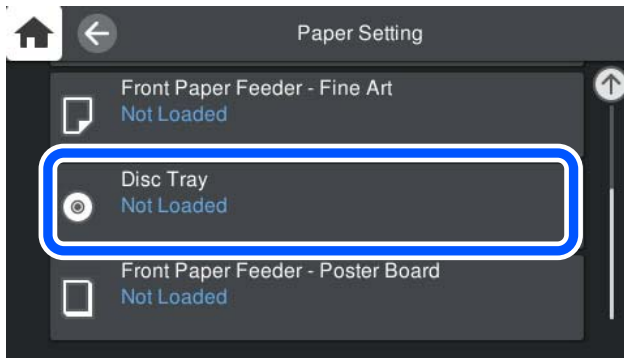 Paper Setting
Front Paper Feeder - Fine Art
Not Loaded
Disc Tray
Not Loaded
Front Paper Feeder - Poster Board
Not Loaded